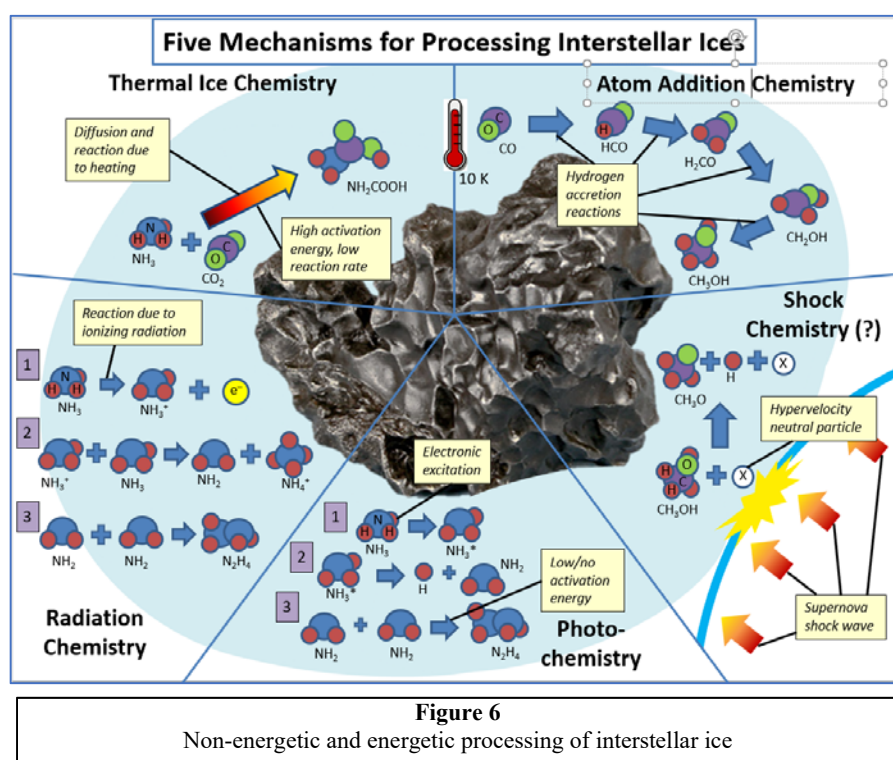 Five Mechanisms for Processing Interstellar Ices
Thermal Ice Chemistry
Diffusion and
reaction due
to heating
NH2COOH
N
H H
NH3
C
O
CO2
High activation
energy, low
reaction rate
Atom Addition Chemistry
10 K
C
O
CO
H
HCO
H2CO
Hydrogen
accretion
reactions
CH2OH
CH3OH
Shock
Chemistry (?)
H
X
CH3O
Hypervelocity
neutral particle
O
H
C
H
X
CH3OH
Supernova
shock wave
Reaction due to
ionizing radiation
1
N
H H
NH3
NH3+
e−
2
NH3+
NH3
NH2
NH4+
3
NH2
NH2
N2H4
Radiation
Chemistry
Electronic
excitation
1
N
H H
NH3
NH3*
2
NH3*
H
NH2
3
NH2
NH2
N2H4
Low/no
activation
energy
Photo-
chemistry
Figure 6
Non-energetic and energetic processing of interstellar ice